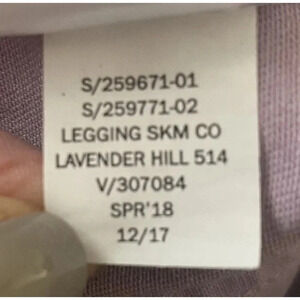 S/259671-01
S/259771-02
LEGGING SKM CO
LAVENDER HILL 514
V/307084
SPR'18
12/17